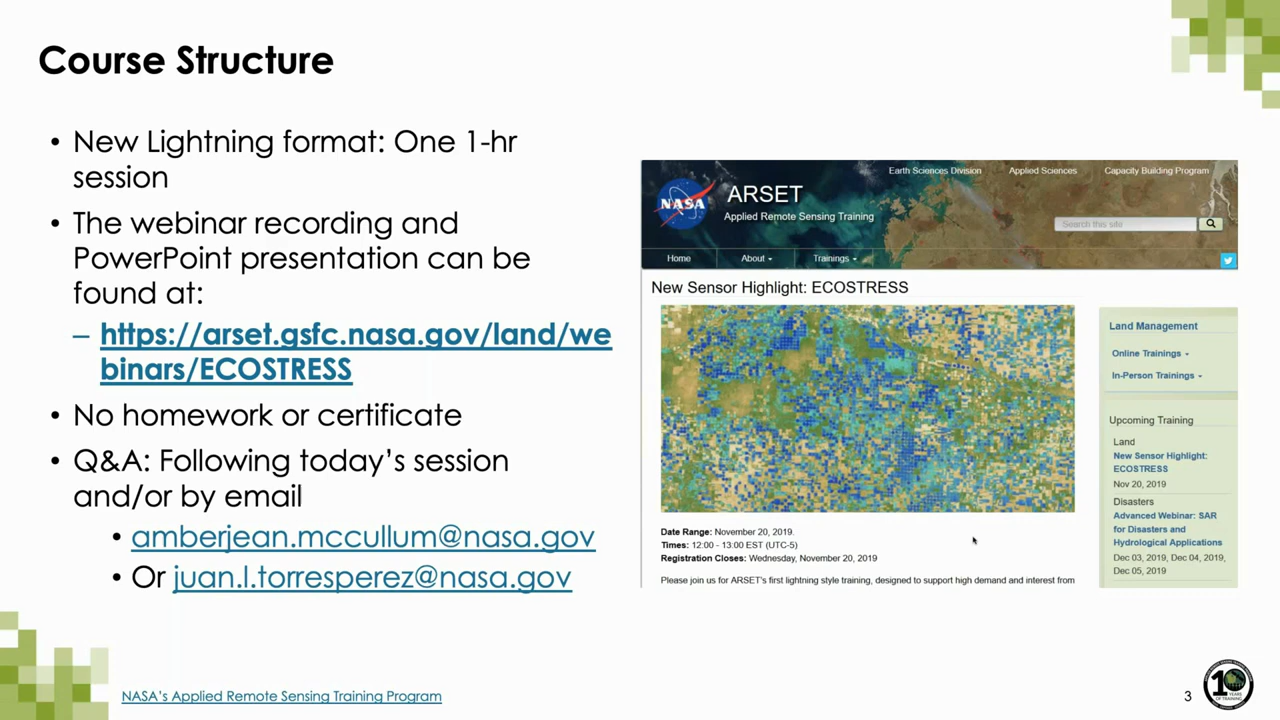 Course Structure
• New Lightning format: One 1-hr
session
• The webinar recording and
PowerPoint presentation can be
found at:
– https://arset.gsfc.nasa.gov/land/we
binars/ECOSTRESS
• No homework or certificate
• Q&A: Following today's session
and/or by email
• amberjean.mccullum@nasa.gov
• Or juan.l.torresperez@nasa.gov
Earth Sciences Division Applied Sciences Capacity Building Program
NASA
ARSET
Applied Remote Sensing Training
Search this site
Home About Trainings
New Sensor Highlight: ECOSTRESS
Date Range: November 20, 2019.
Times: 12:00 - 13:00 EST (UTC-5)
Registration Closes: Wednesday, November 20, 2019
Please join us for ARSET's first lightning style training, designed to support high demand and interest from
Land Management
Online Trainings
In-Person Trainings
Upcoming Training
Land
New Sensor Highlight:
ECOSTRESS
Nov 20, 2019
Disasters
Advanced Webinar: SAR
for Disasters and
Hydrological Applications
Dec 03, 2019, Dec 04, 2019,
Dec 05, 2019
NASA's Applied Remote Sensing Training Program
3
10
YEARS
OF TRAINING